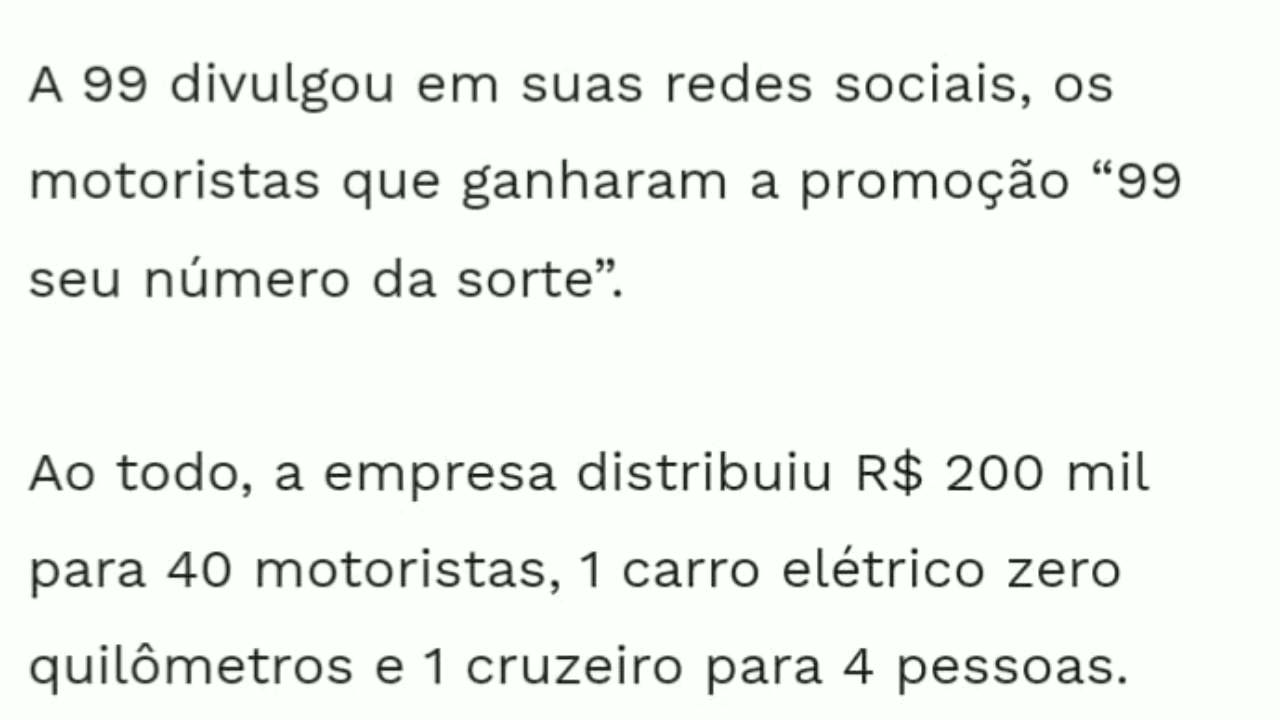 A 99 divulgou em suas redes sociais, os
motoristas que ganharam a promoção “99
seu número da sorte”.
Ao todo, a empresa distribuiu R$ 200 mil
para 40 motoristas, 1 carro elétrico zero
quilômetros e 1 cruzeiro para 4 pessoas.